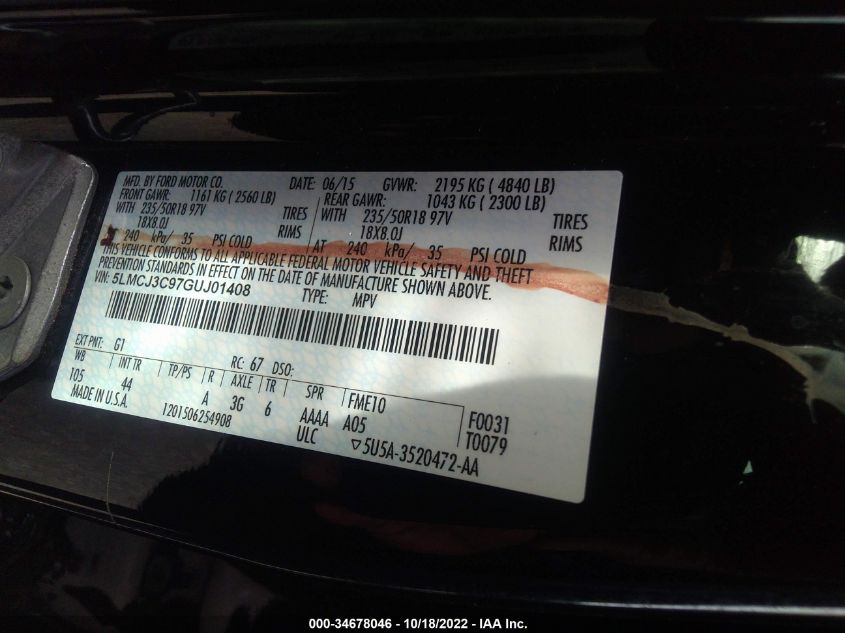 MFD. BY FORD MOTOR CO. DATE: 06/15 GVWR: 2195 KG ( 4840 LB)
FRONT GAWR: 1161 KG ( 2560 LB) REAR GAWR: 1043 KG ( 2300 LB)
WITH 235/50R18 97V TIRES WITH 235/50R18 97V TIRES
18X8.0J RIMS 18X8.0J RIMS
240 kPa/ 35 PSI COLD AT 240 kPa/ 35 PSI COLD
THIS VEHICLE CONFORMS TO ALL APPLICABLE FEDERAL MOTOR VEHICLE SAFETY AND THEFT
PREVENTION STANDARDS IN EFFECT ON THE DATE OF MANUFACTURE SHOWN ABOVE.
VIN: 5LMCJ3C97GUJ01408 TYPE: MPV
EXT PNT: G1 RC: 67 DSO:
WB INT TR TP/PS R AXLE TR SPR FME10 F0031
105 44 A 3G 6 AAAA A05 T0079
MADE IN U.S.A. 1201506254908 ULC 5U5A-3520472-AA
000-34678046 - 10/18/2022 - IAA Inc.